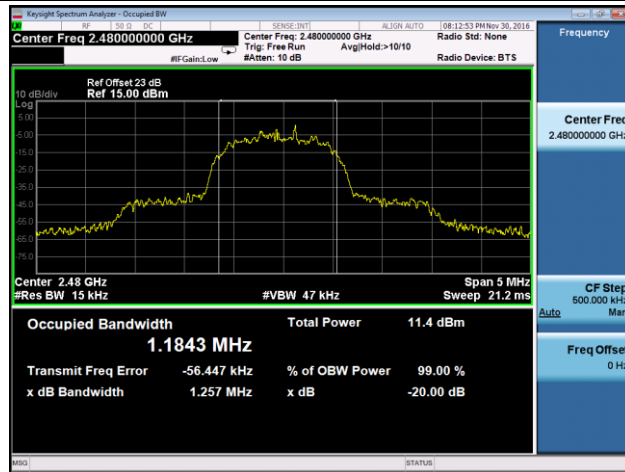 Keysight Spectrum Analyzer - Occupied BW
RF 50 Ω DC SENSE:INT ALIGN AUTO 08:12:53 PM Nov 30, 2016
Center Freq 2.480000000 GHz Center Freq: 2.480000000 GHz Radio Std: None
Trig: Free Run Avg|Hold:>10/10
#IFGain:Low #Atten: 10 dB Radio Device: BTS
Ref Offset 23 dB
10 dB/div Ref 15.00 dBm
Log
5.00
-5.00
-15.0
-25.0
-35.0
-45.0
-55.0
-65.0
-75.0
Center 2.48 GHz Span 5 MHz
#Res BW 15 kHz #VBW 47 kHz Sweep 21.2 ms
Occupied Bandwidth Total Power 11.4 dBm
1.1843 MHz
Transmit Freq Error -56.447 kHz % of OBW Power 99.00 %
x dB Bandwidth 1.257 MHz x dB -20.00 dB
MSG STATUS
Frequency
Center Freq
2.480000000 GHz
CF Step
500.000 kHz
Auto Man
Freq Offset
0 Hz